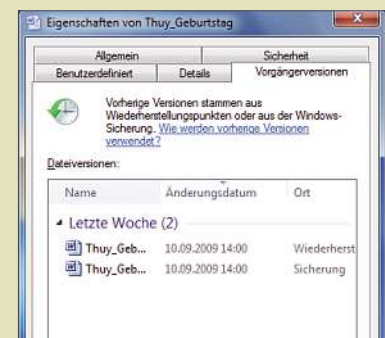 Eigenschaften von Thuy_Geburtstag
Allgemein Sicherheit
Benutzerdefiniert Details Vorgängerversionen
Vorherige Versionen stammen aus
Wiederherstellungspunkten oder aus der Windows-
Sicherung. Wie werden vorherige Versionen
verwendet?
Dateiversionen:
Name Änderungsdatum Ort
Letzte Woche (2)
Thuy_Geb... 10.09.2009 14:00 Wiederherst
Thuy_Geb... 10.09.2009 14:00 Sicherung